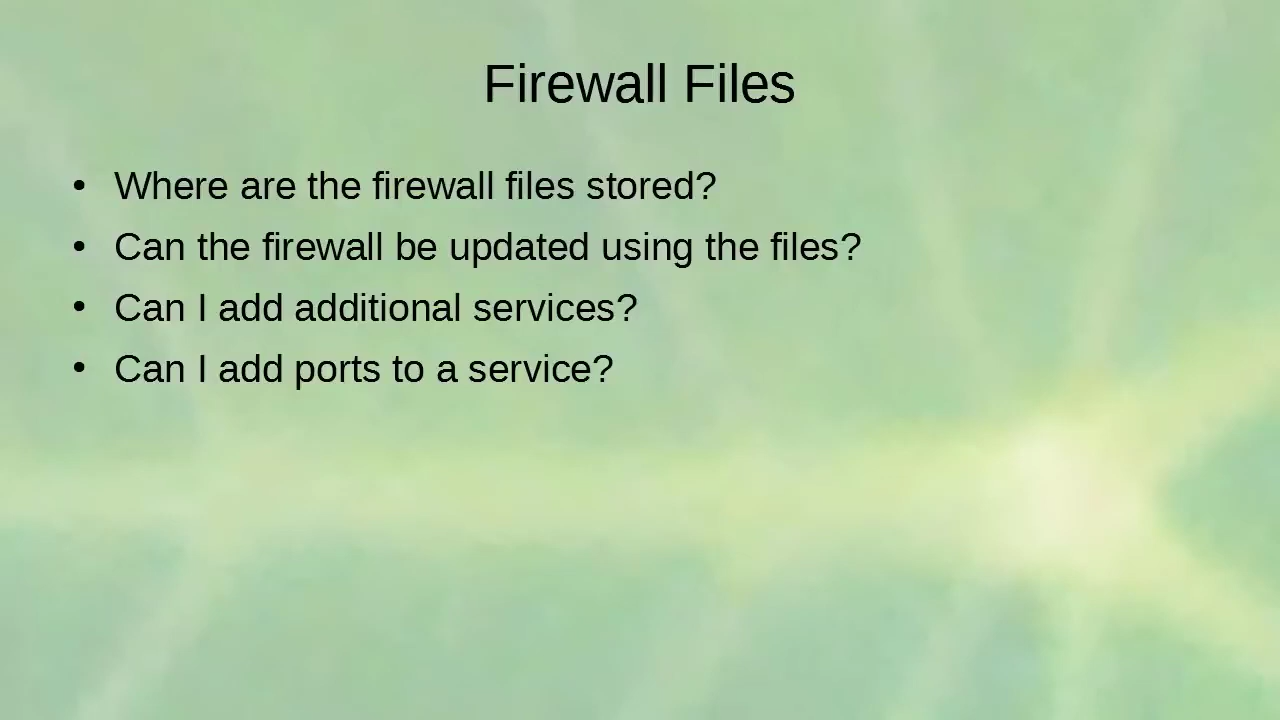 Firewall Files
• Where are the firewall files stored?
• Can the firewall be updated using the files?
• Can I add additional services?
• Can I add ports to a service?